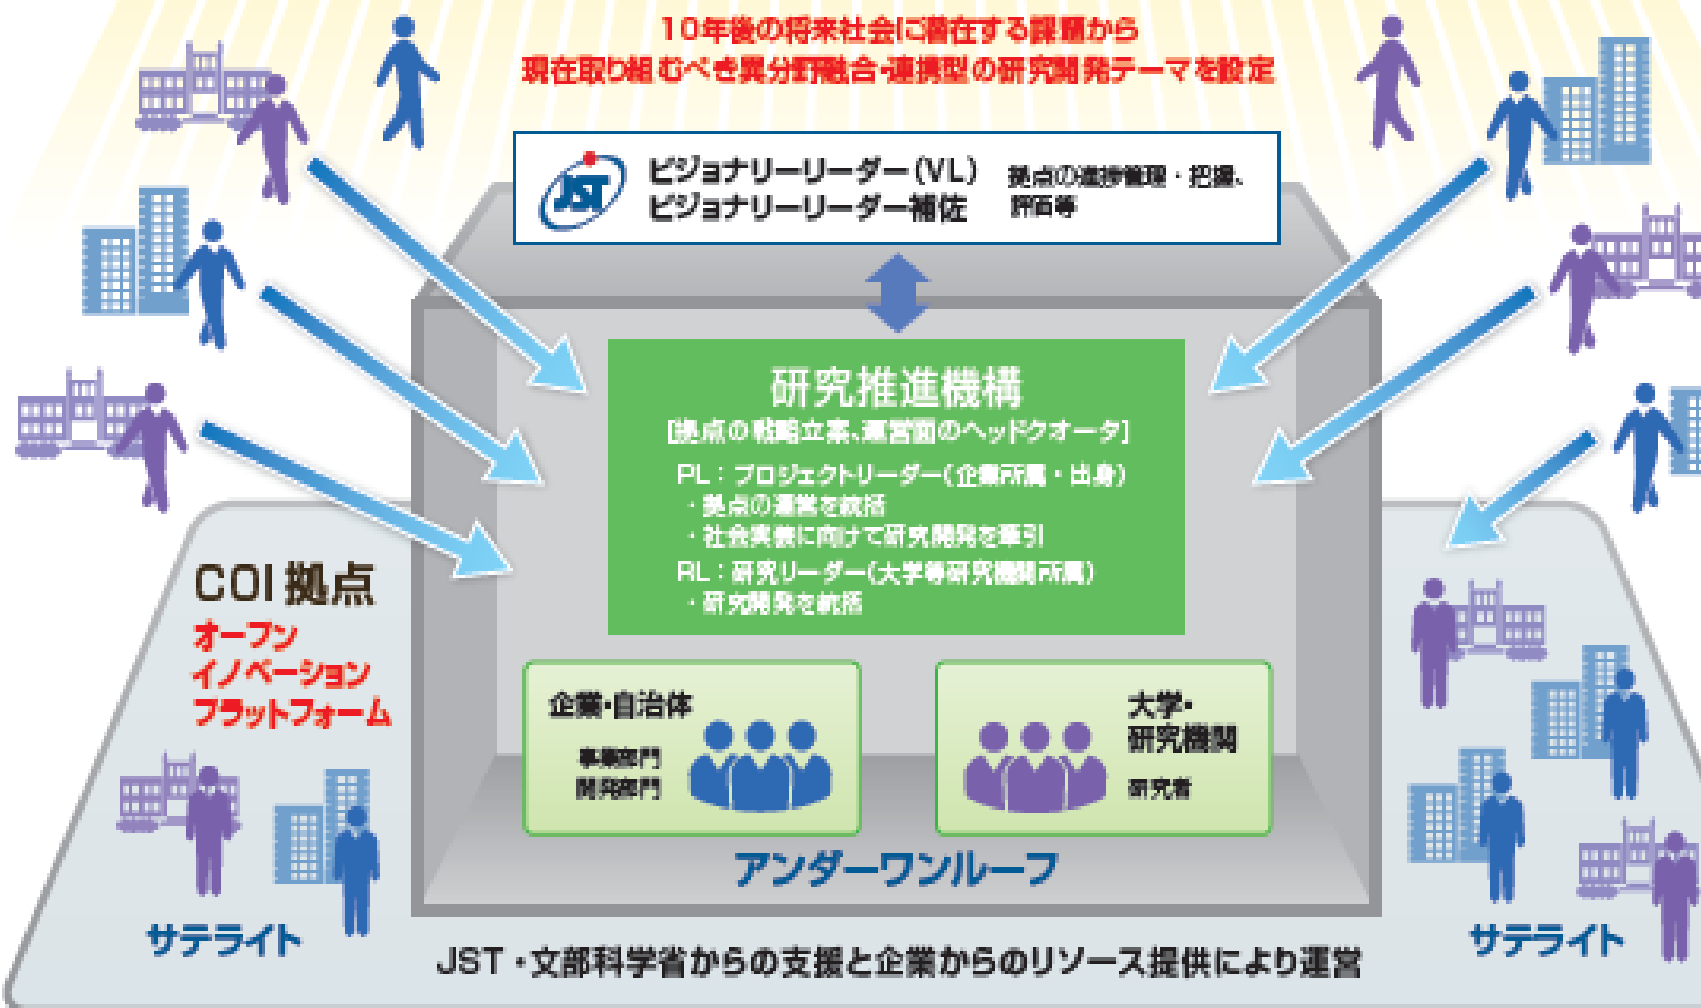 10年後の将来社会に潜在する課題から
現在取り組むべき異分野融合・連携型の研究開発テーマを設定
JST
ビジョナリーリーダー(VL)
ビジョナリーリーダー補佐
拠点の進捗管理・把握、
評価等
研究推進機構
[拠点の戦略立案、運営面のヘッドクオータ]
PL：プロジェクトリーダー(企業所属・出身)
・拠点の運営を統括
・社会実装に向けて研究開発を牽引
RL：研究リーダー(大学等研究機関所属)
・研究開発を統括
COI 拠点
オープン
イノベーション
プラットフォーム
企業・自治体
事業部門
開発部門
大学・
研究機関
研究者
アンダーワンルーフ
サテライト
サテライト
JST・文部科学省からの支援と企業からのリソース提供により運営